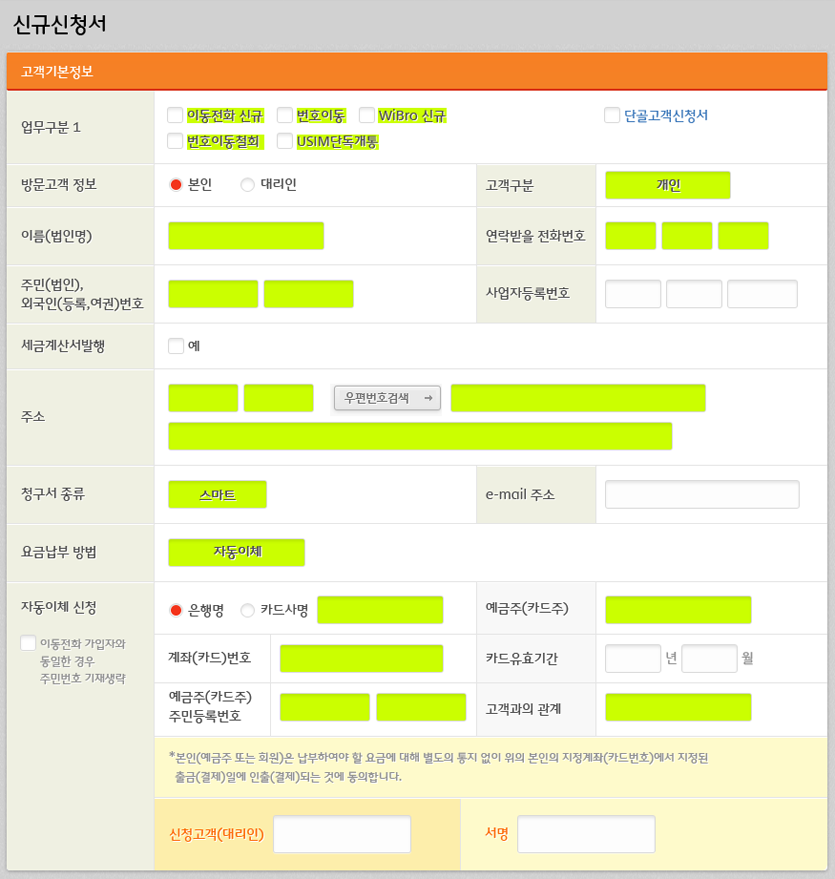 신규신청서
고객기본정보
업무구분 1
이동전화 신규 번호이동 WiBro 신규 단골고객신청서
번호이동철회 USIM단독개통
방문고객 정보 본인 대리인 고객구분 개인
이름(법인명) 연락받을 전화번호
주민(법인),
외국인(등록,여권)번호 사업자등록번호
세금계산서발행 예
주소 우편번호검색 →
청구서 종류 스마트 e-mail 주소
요금납부 방법 자동이체
자동이체 신청 은행명 카드사명 예금주(카드주)
이동전화 가입자와
동일한 경우
주민번호 기재생략
계좌(카드)번호 카드유효기간 년 월
예금주(카드주)
주민등록번호 고객과의 관계
*본인(예금주 또는 회원)은 납부하여야 할 요금에 대해 별도의 통지 없이 위의 본인의 지정계좌(카드번호)에서 지정된
출금(결제)일에 인출(결제)되는 것에 동의합니다.
신청고객(대리인) 서명